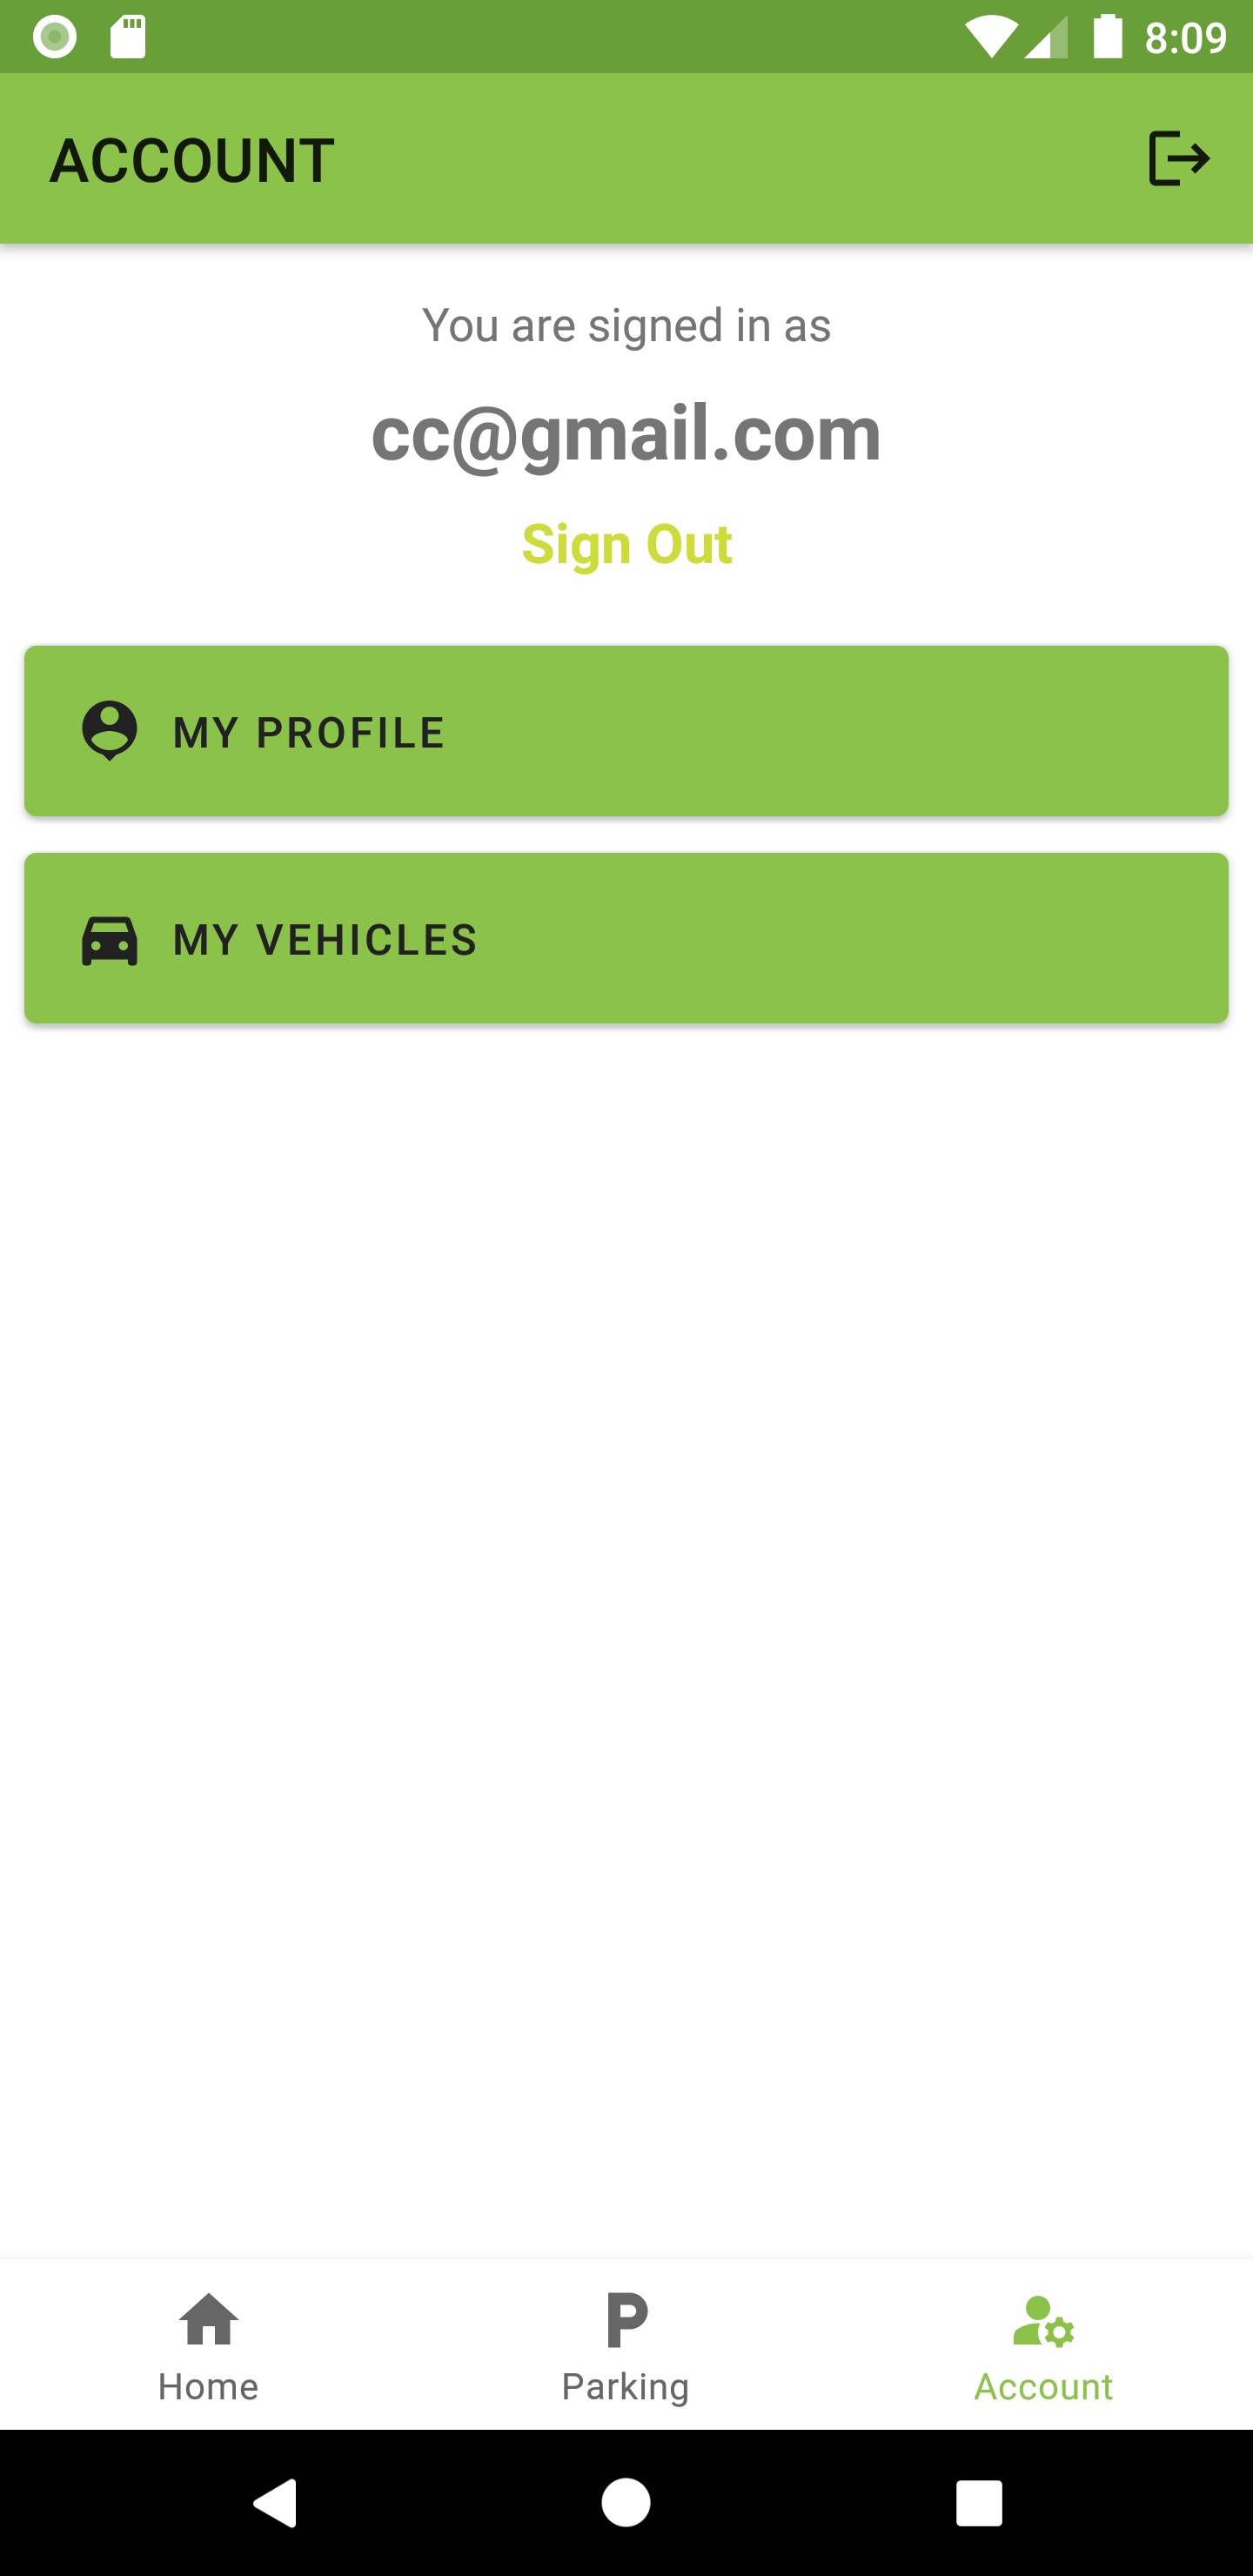 8:09
ACCOUNT
You are signed in as
cc@gmail.com
Sign Out
MY PROFILE
MY VEHICLES
Home
Parking
Account